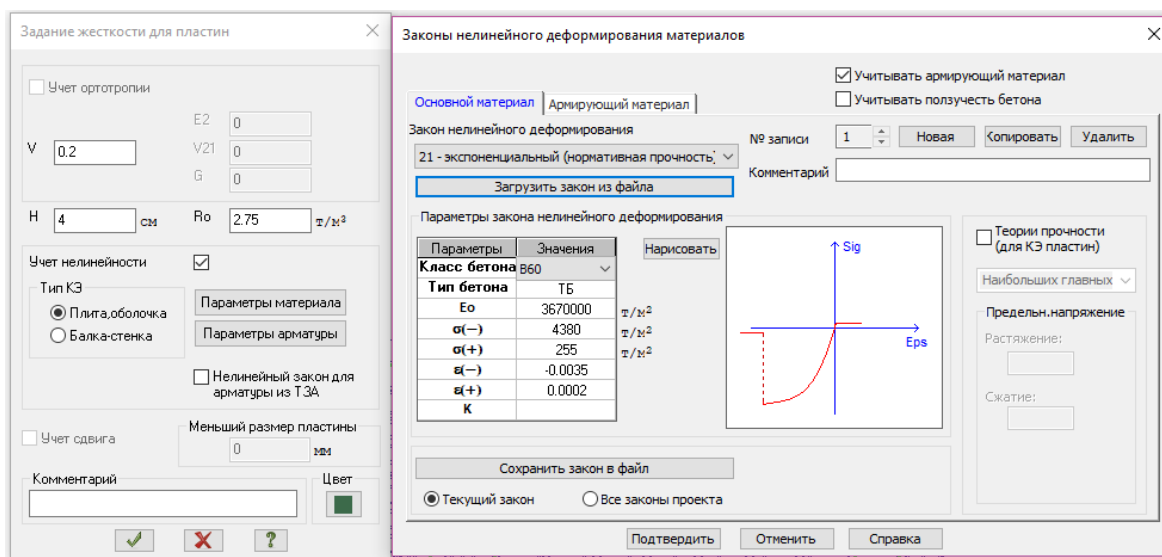 Задание жесткости для пластин
Учет ортотропии
E2 0
V 0.2
V21 0
G 0
H 4 см Ro 2.75 т/м³
Учет нелинейности
Тип КЭ
Плита,оболочка
Балка-стенка
Параметры материала
Параметры арматуры
Нелинейный закон для
арматуры из ТЗА
Учет сдвига
Меньший размер пластины
0 мм
Комментарий
Цвет
Законы нелинейного деформирования материалов
Учитывать армирующий материал
Учитывать ползучесть бетона
Основной материал Армирующий материал
Закон нелинейного деформирования
21 - экспоненциальный (нормативная прочность)
Загрузить закон из файла
№ записи 1 Новая Копировать Удалить
Комментарий
Параметры закона нелинейного деформирования
Параметры Значения
Класс бетона B60
Тип бетона ТБ
Eo 3670000 т/м²
σ(−) 4380 т/м²
σ(+) 255 т/м²
ε(−) -0.0035
ε(+) 0.0002
K
Нарисовать
Sig
Eps
Теории прочности
(для КЭ пластин)
Наибольших главных
Предельн.напряжение
Растяжение:
Сжатие:
Сохранить закон в файл
Текущий закон Все законы проекта
Подтвердить Отменить Справка